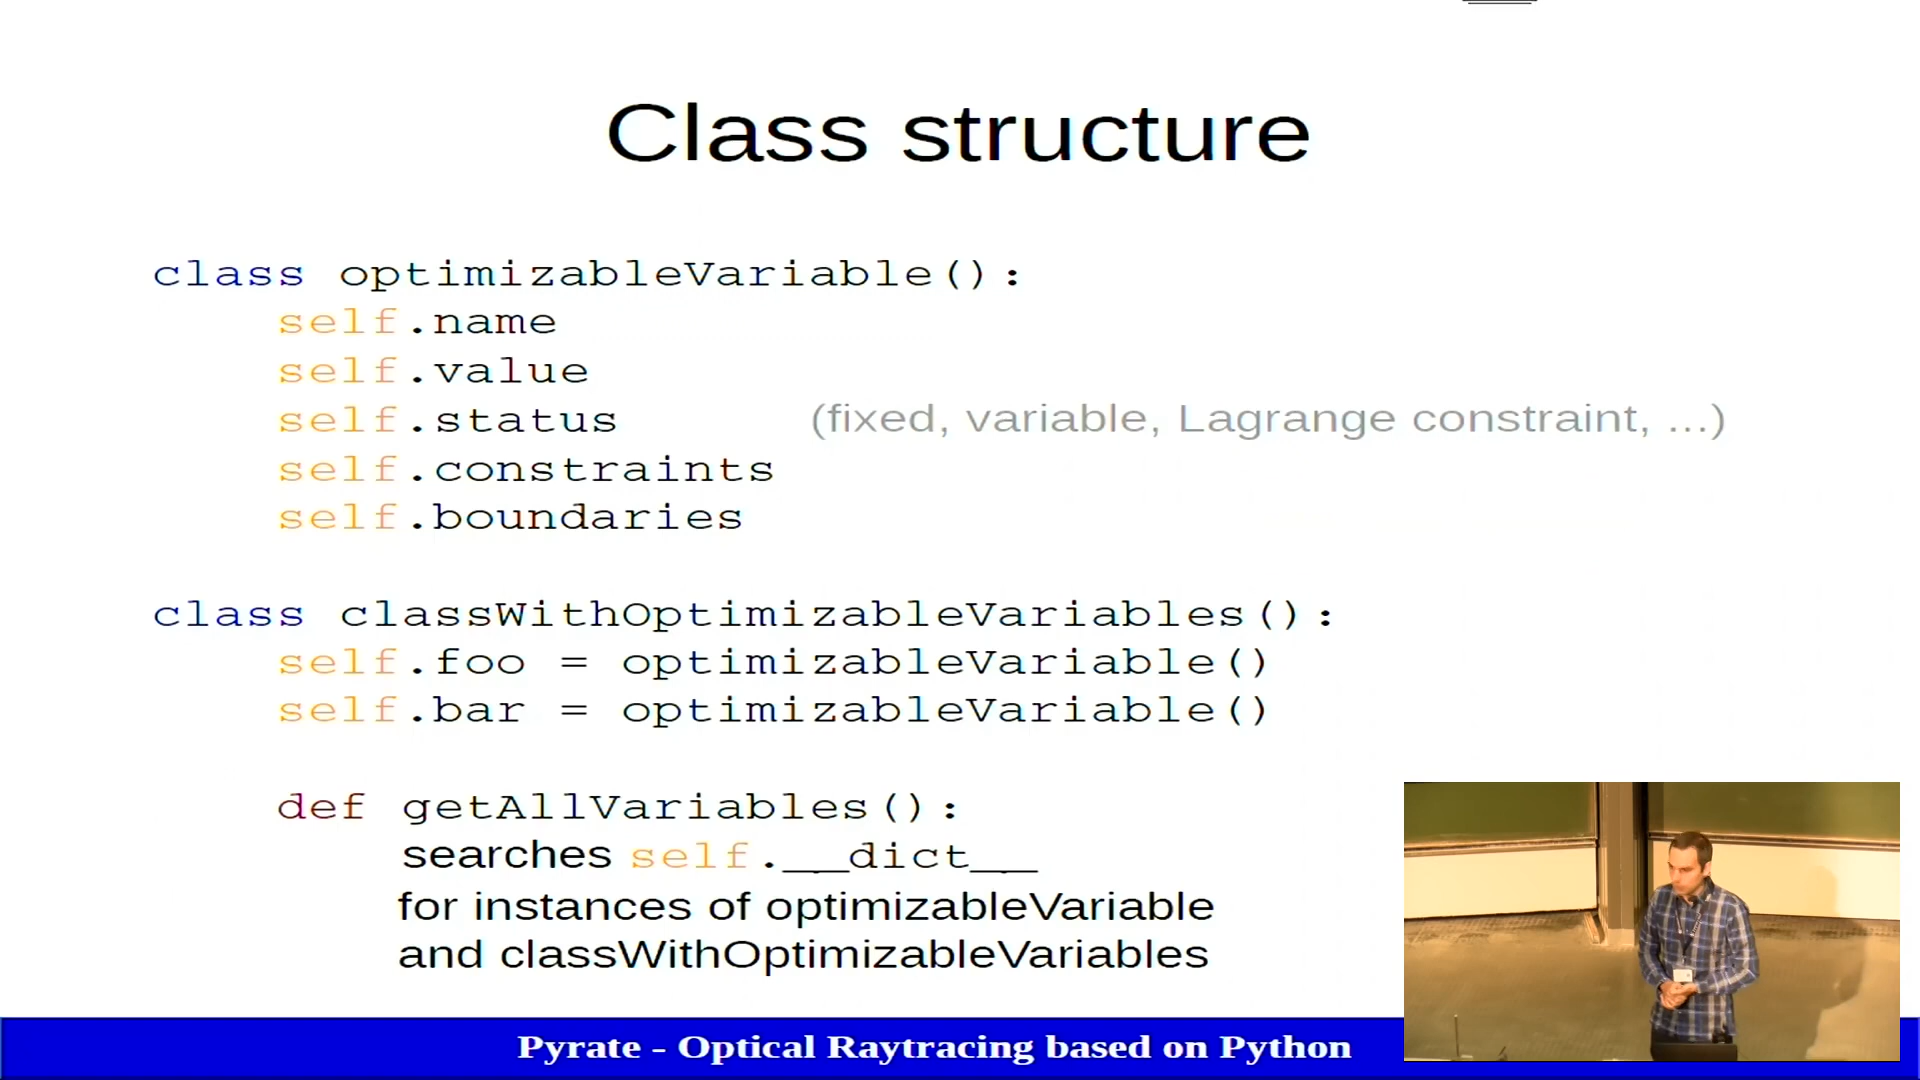 Class structure
class optimizableVariable():
self.name
self.value
self.status (fixed, variable, Lagrange constraint, ...)
self.constraints
self.boundaries
class classWithOptimizableVariables():
self.foo = optimizableVariable()
self.bar = optimizableVariable()
def getAllVariables():
searches self.__dict__
for instances of optimizableVariable
and classWithOptimizableVariables
Pyrate - Optical Raytracing based on Python